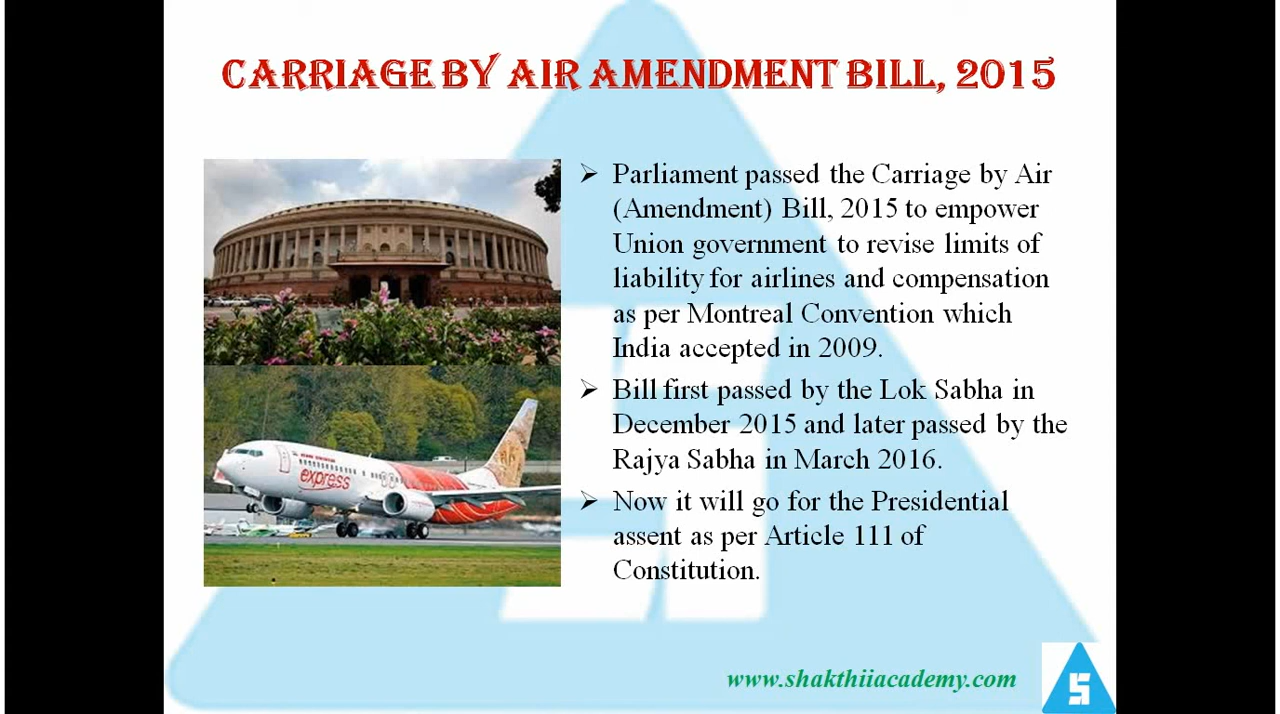 CARRIAGE BY AIR AMENDMENT BILL, 2015
➢ Parliament passed the Carriage by Air
(Amendment) Bill, 2015 to empower
Union government to revise limits of
liability for airlines and compensation
as per Montreal Convention which
India accepted in 2009.
➢ Bill first passed by the Lok Sabha in
December 2015 and later passed by the
Rajya Sabha in March 2016.
➢ Now it will go for the Presidential
assent as per Article 111 of
Constitution.
express
www.shakthiiacademy.com
S